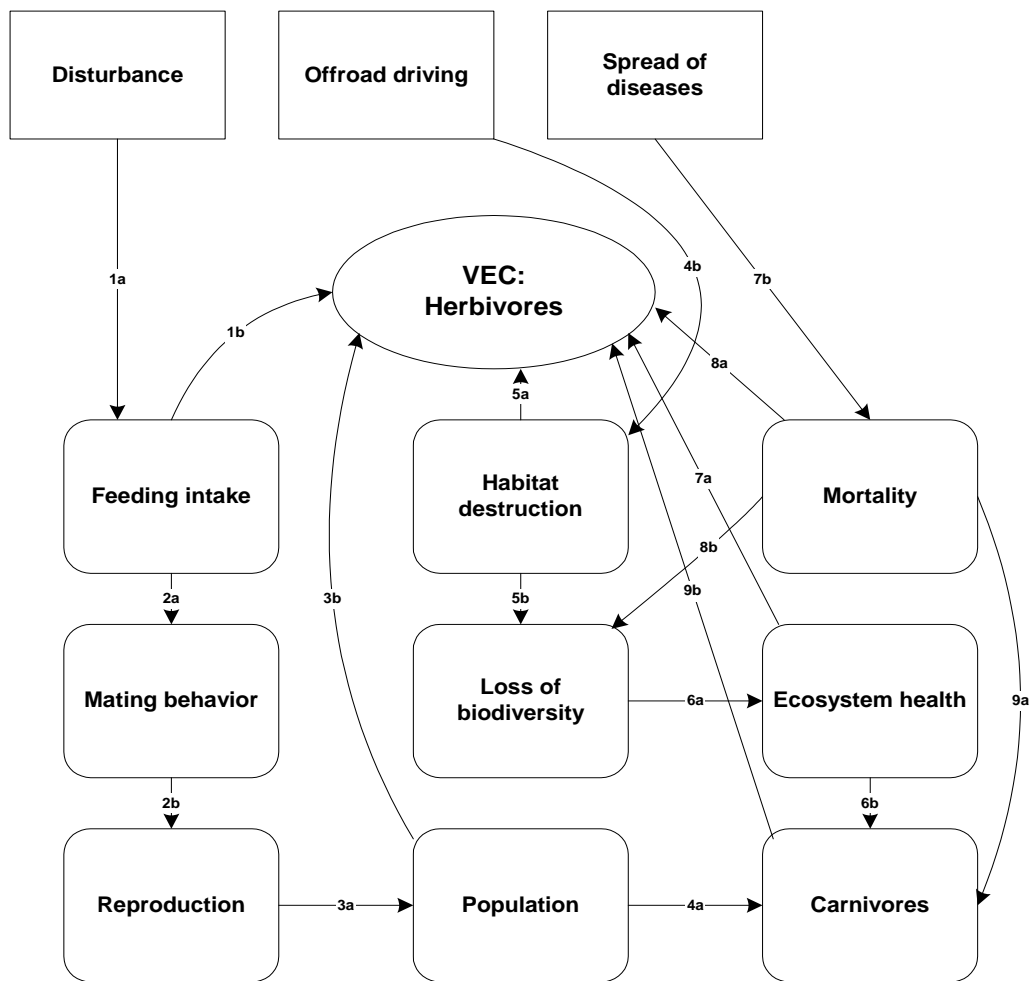 Disturbance
Offroad driving
Spread of
diseases
VEC:
Herbivores
1a
1b
4b
7b
8a
5a
Feeding intake
Habitat
destruction
7a
Mortality
8b
2a
5b
3b
9b
Mating behavior
Loss of
biodiversity
6a
Ecosystem health
9a
2b
6b
Reproduction
3a
Population
4a
Carnivores